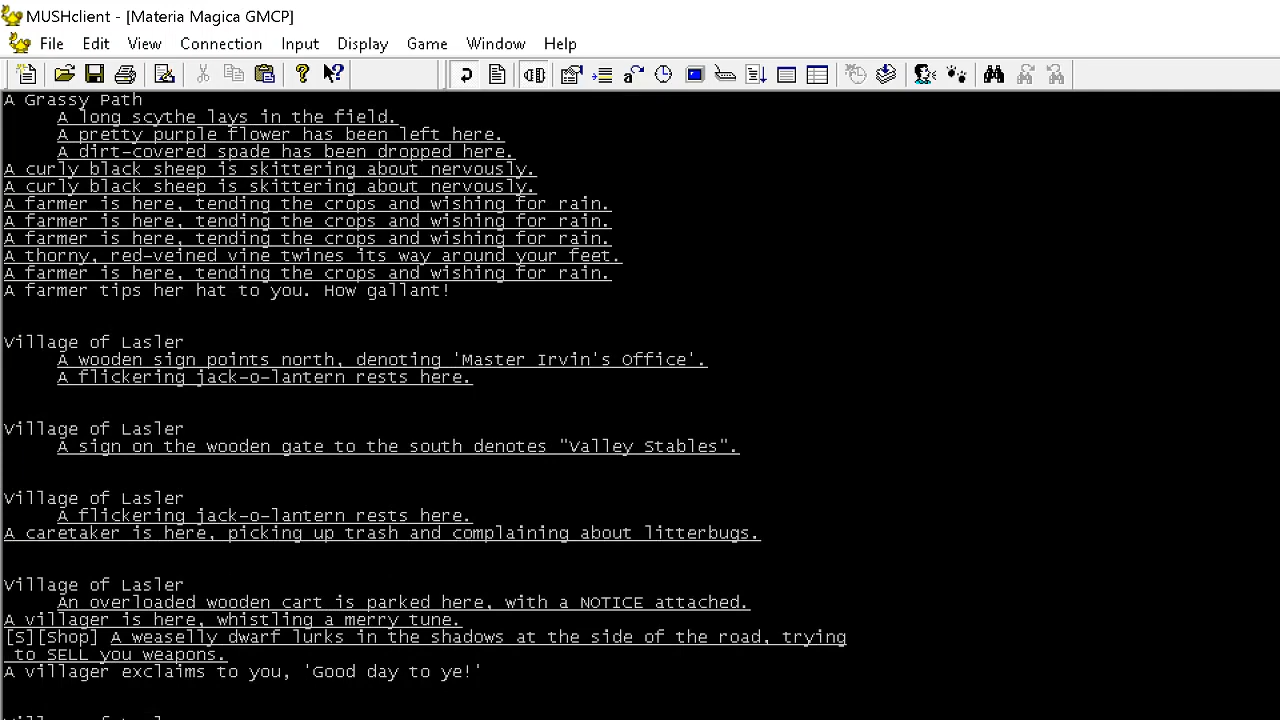 MUSHclient - [Materia Magica GMCP]
File Edit View Connection Input Display Game Window Help
A Grassy Path
A long scythe lays in the field.
A pretty purple flower has been left here.
A dirt-covered spade has been dropped here.
A curly black sheep is skittering about nervously.
A curly black sheep is skittering about nervously.
A farmer is here, tending the crops and wishing for rain.
A farmer is here, tending the crops and wishing for rain.
A farmer is here, tending the crops and wishing for rain.
A thorny, red-veined vine twines its way around your feet.
A farmer is here, tending the crops and wishing for rain.
A farmer tips her hat to you. How gallant!
Village of Lasler
A wooden sign points north, denoting 'Master Irvin's Office'.
A flickering jack-o-lantern rests here.
Village of Lasler
A sign on the wooden gate to the south denotes "Valley Stables".
Village of Lasler
A flickering jack-o-lantern rests here.
A caretaker is here, picking up trash and complaining about litterbugs.
Village of Lasler
An overloaded wooden cart is parked here, with a NOTICE attached.
A villager is here, whistling a merry tune.
[S][Shop] A weaselly dwarf lurks in the shadows at the side of the road, trying
to SELL you weapons.
A villager exclaims to you, 'Good day to ye!'